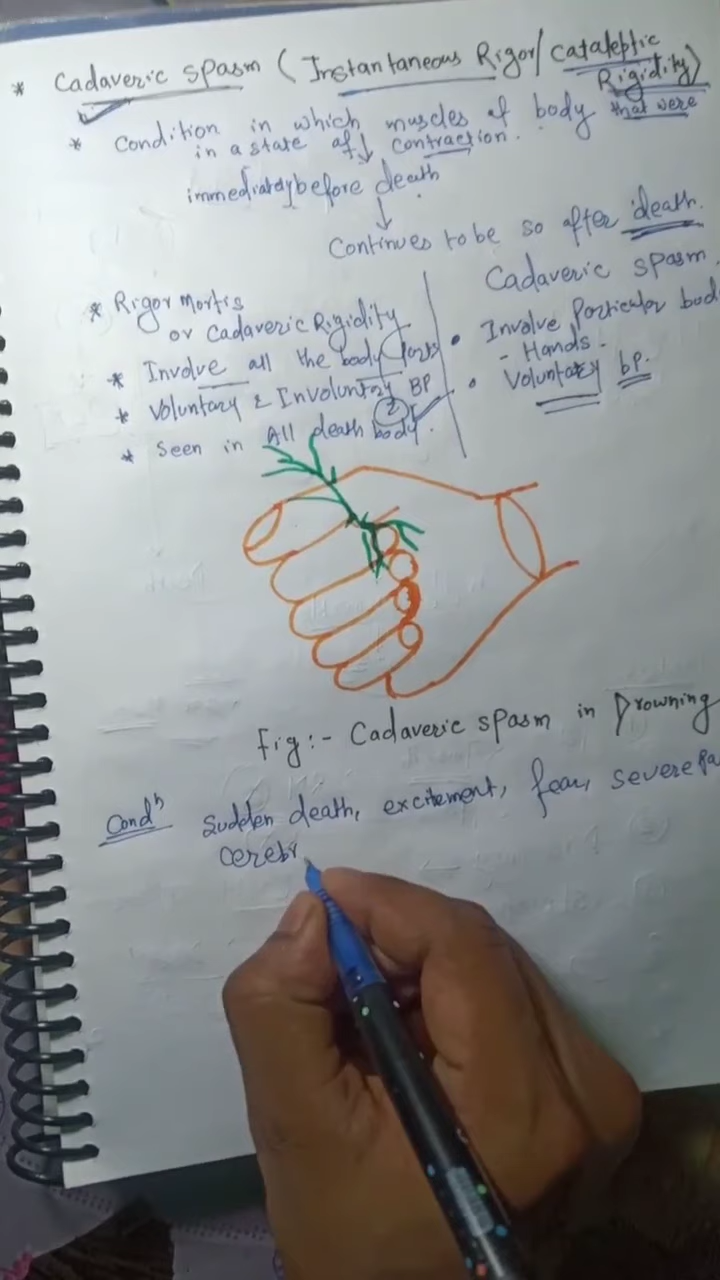 * Cadaveric Spasm ( Instantaneous Rigor/ Cataleptic
Rigidity)
* Condition in which muscles of body that were
in a state of contraction.
immediately before death
Continues to be so after death.
* Rigor Mortis
or Cadaveric Rigidity
* Involve all the body Parts
* Voluntary & Involuntary BP
* Seen in All death body.
Cadaveric Spasm.
• Involve Particular bod
- Hands.
• Voluntary bP.
Fig:- Cadaveric Spasm in Drowning
Condn Sudden death, excitement, fear, severe Pa
Cerebr